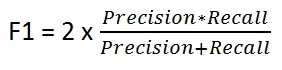 F1 = 2 x Precision*Recall / Precision+Recall